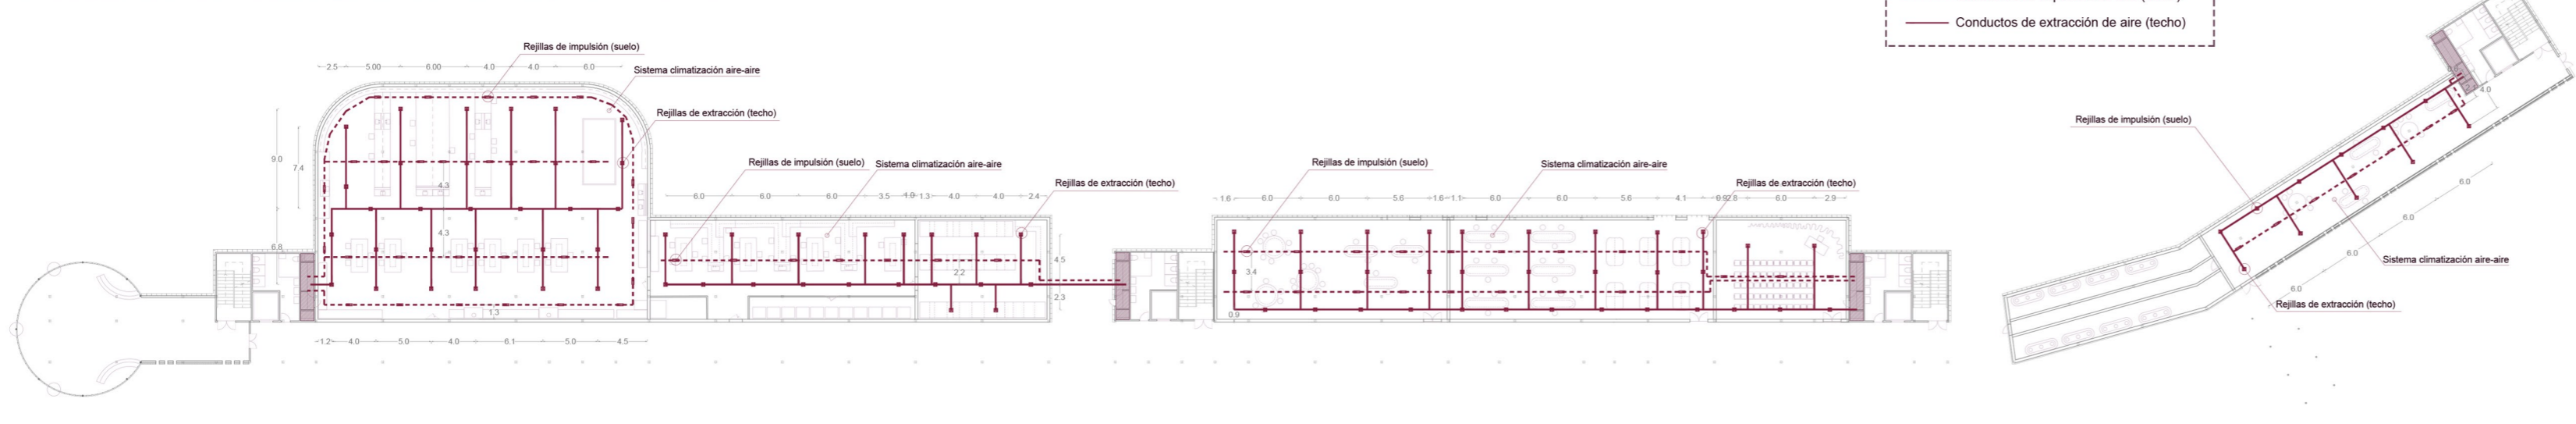 Conductos de extracción de aire (techo)
Rejillas de impulsión (suelo)
2.5 5.00 6.00 4.0 4.0 6.0
Sistema climatización aire-aire
Rejillas de extracción (techo)
9.0
7.4
4.3
4.3
6.8
1.3
1.2 4.0 5.0 4.0 6.1 5.0 4.5
Rejillas de impulsión (suelo)
Sistema climatización aire-aire
Rejillas de extracción (techo)
6.0 6.0 6.0 3.5 1.3 4.0 4.0 2.4
4.5
2.2
2.3
Rejillas de impulsión (suelo)
Sistema climatización aire-aire
Rejillas de extracción (techo)
1.6 6.0 6.0 5.6 1.6 1.1 6.0 6.0 5.6 4.1 6.0 2.9
3.4
0.9
Rejillas de impulsión (suelo)
4.0
6.0
6.0
6.0
6.0
Sistema climatización aire-aire
Rejillas de extracción (techo)